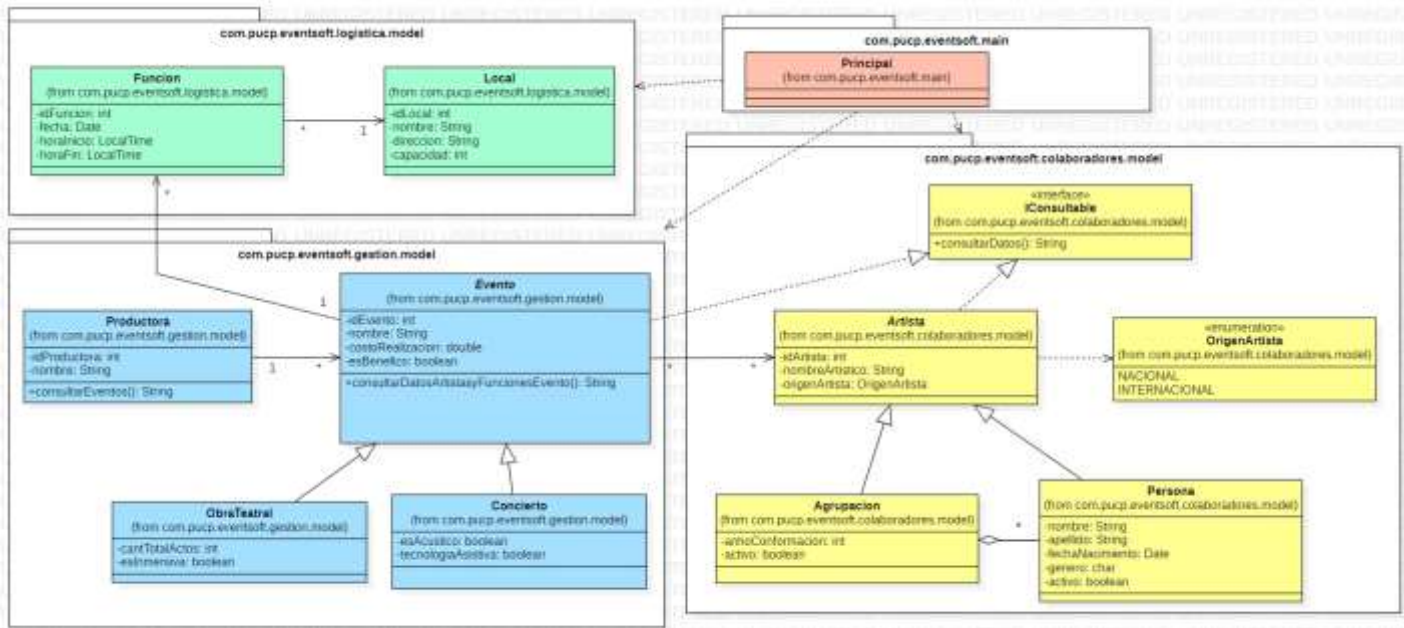 com.pucp.eventsoft.logistica.model
Funcion
(from com.pucp.eventsoft.logistica.model)
-idFuncion: int
-fecha: Date
-horaInicio: LocalTime
-horaFin: LocalTime
*
1
Local
(from com.pucp.eventsoft.logistica.model)
-idLocal: int
-nombre: String
-direccion: String
-capacidad: int
*
com.pucp.eventsoft.main
Principal
(from com.pucp.eventsoft.main)
com.pucp.eventsoft.colaboradores.model
«interface»
IConsultable
(from com.pucp.eventsoft.colaboradores.model)
+consultarDatos(): String
com.pucp.eventsoft.gestion.model
Evento
(from com.pucp.eventsoft.gestion.model)
-idEvento: int
-nombre: String
-costoRealizacion: double
-esBenefico: boolean
+consultarDatosArtistasyFuncionesEvento(): String
1
Productora
(from com.pucp.eventsoft.gestion.model)
-idProductora: int
-nombre: String
+consultarEventos(): String
1
*
*
*
Artista
(from com.pucp.eventsoft.colaboradores.model)
-idArtista: int
-nombreArtistico: String
-origenArtista: OrigenArtista
«enumeration»
OrigenArtista
(from com.pucp.eventsoft.colaboradores.model)
NACIONAL
INTERNACIONAL
ObraTeatral
(from com.pucp.eventsoft.gestion.model)
-cantTotalActos: int
-esInmersiva: boolean
Concierto
(from com.pucp.eventsoft.gestion.model)
-esAcustico: boolean
-tecnologiaAsistiva: boolean
Agrupacion
(from com.pucp.eventsoft.colaboradores.model)
-annoConformacion: int
-activo: boolean
*
Persona
(from com.pucp.eventsoft.colaboradores.model)
-nombre: String
-apellido: String
-fechaNacimiento: Date
-genero: char
-activo: boolean